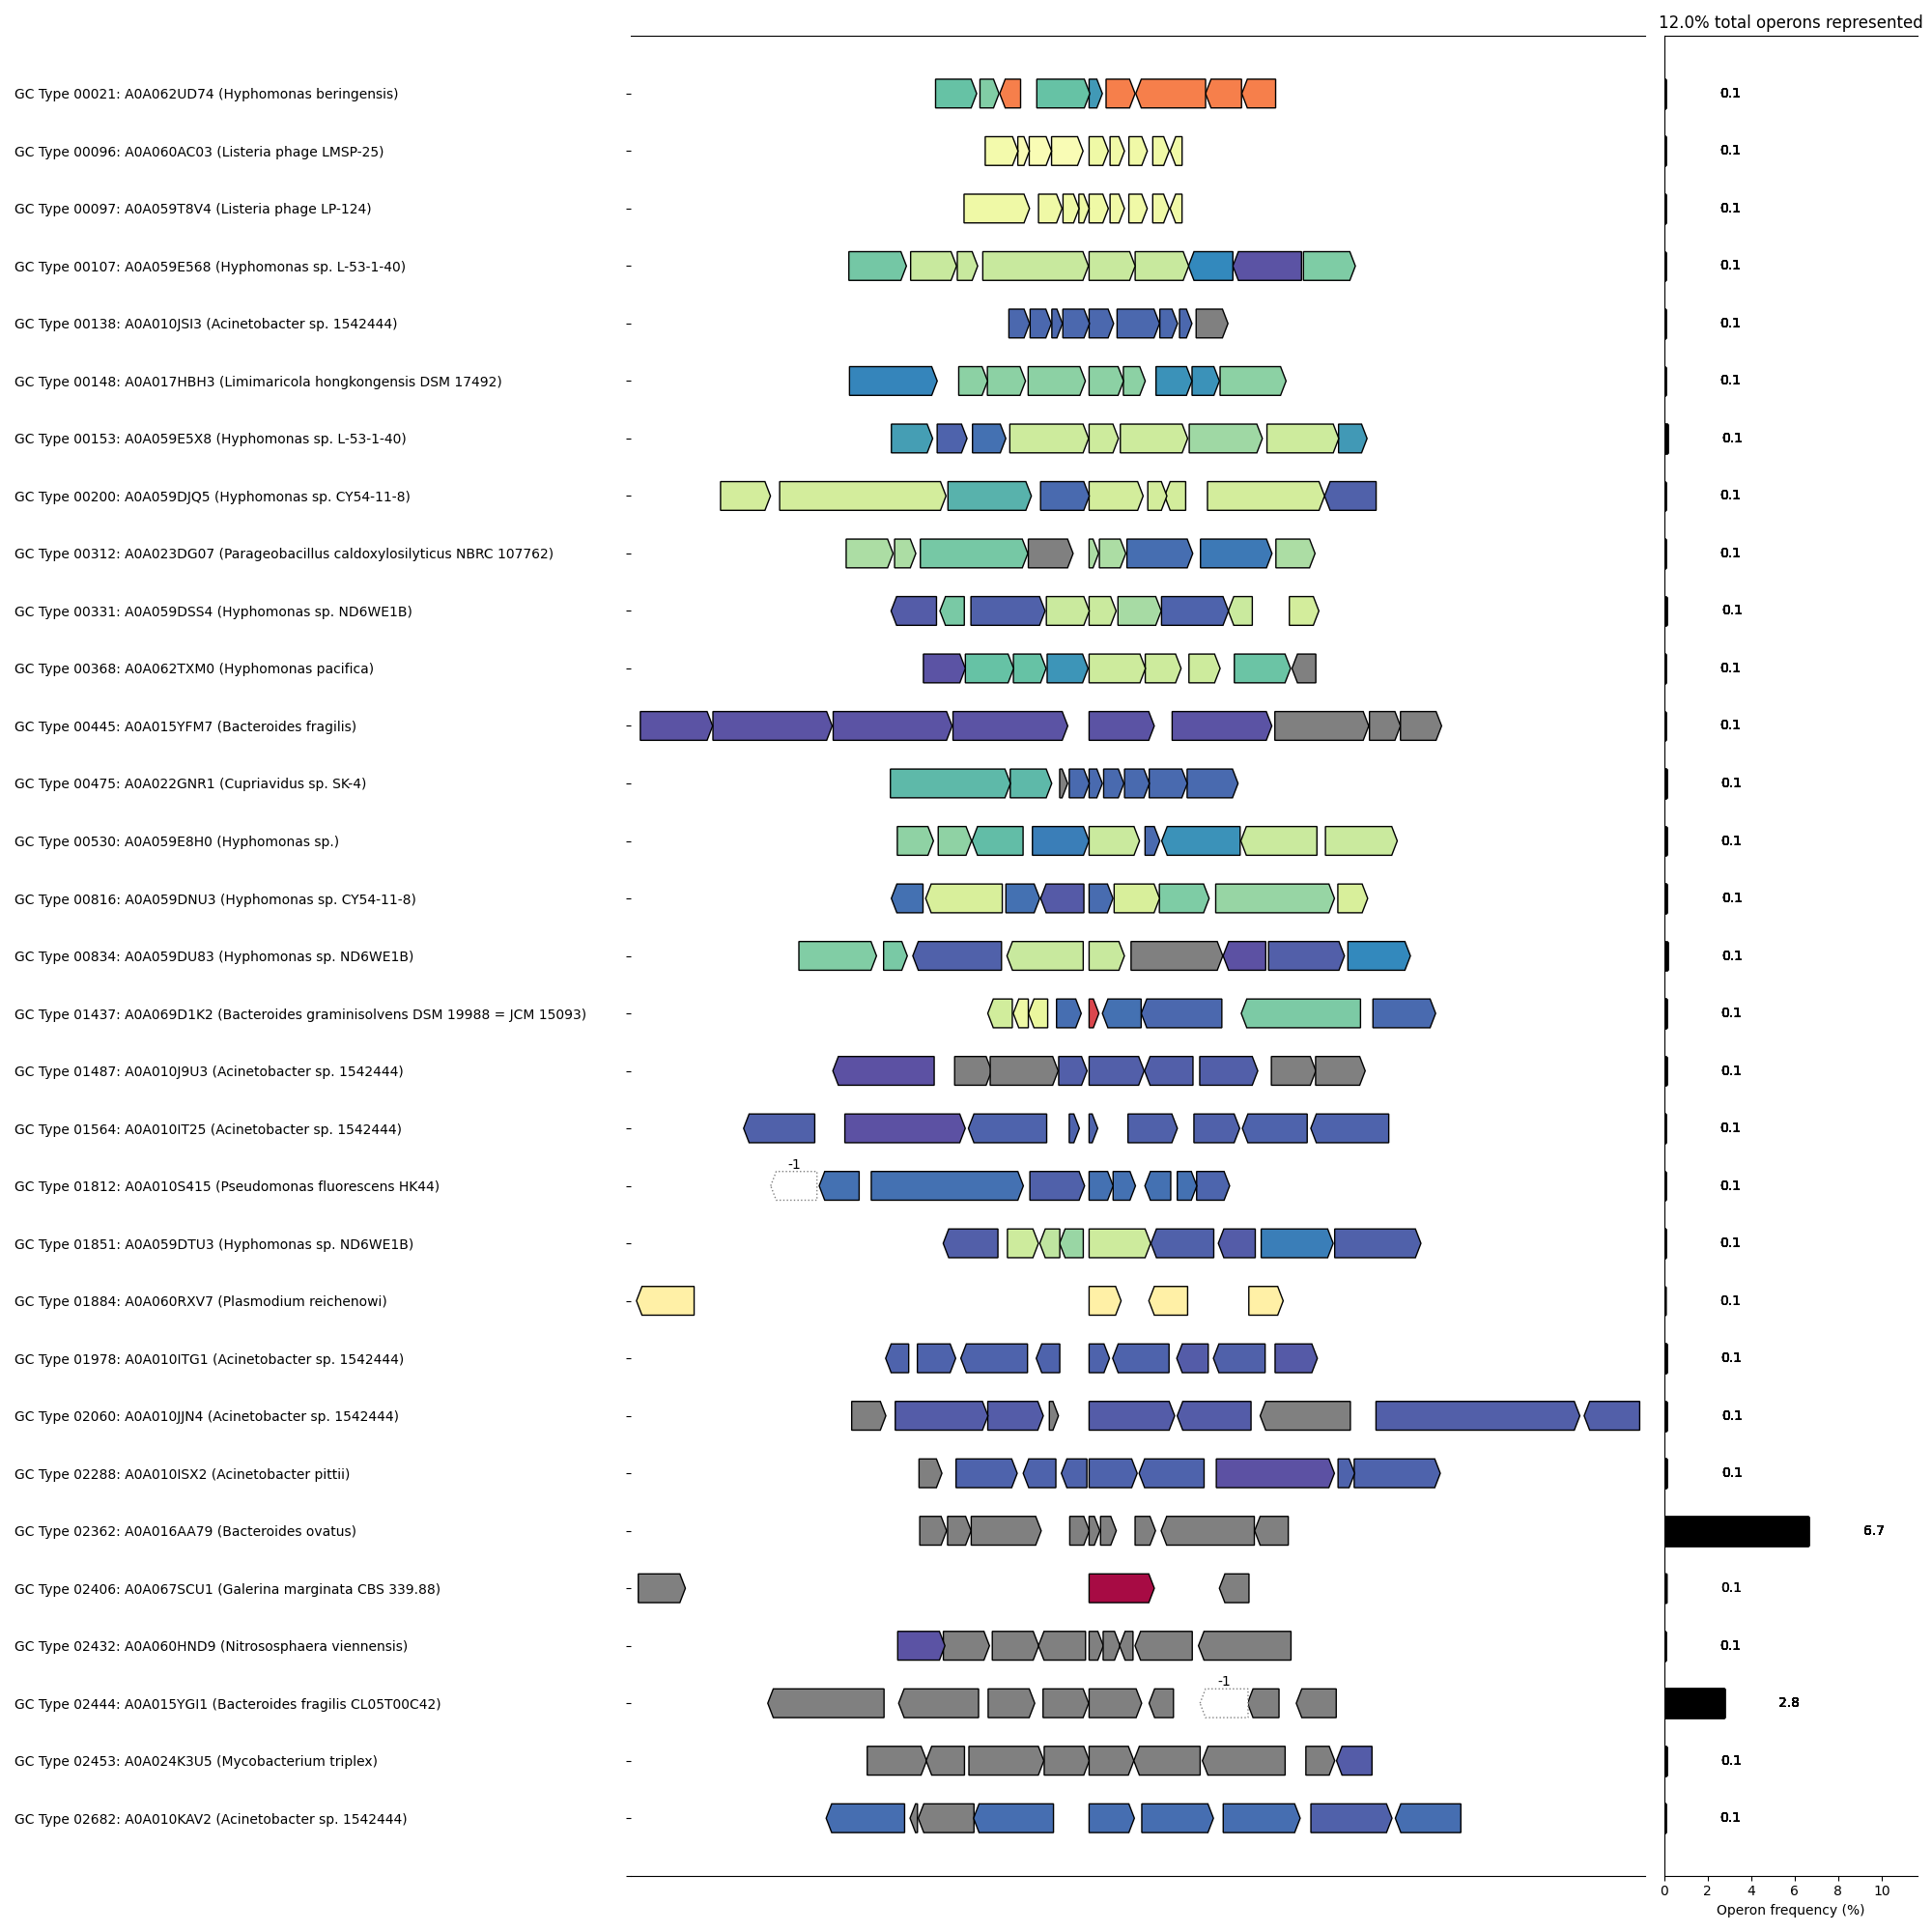 12.0% total operons represented
GC Type 00021: A0A062UD74 (Hyphomonas beringensis) 0.1
GC Type 00096: A0A060AC03 (Listeria phage LMSP-25) 0.1
GC Type 00097: A0A059T8V4 (Listeria phage LP-124) 0.1
GC Type 00107: A0A059E568 (Hyphomonas sp. L-53-1-40) 0.1
GC Type 00138: A0A010JSI3 (Acinetobacter sp. 1542444) 0.1
GC Type 00148: A0A017HBH3 (Limimaricola hongkongensis DSM 17492) 0.1
GC Type 00153: A0A059E5X8 (Hyphomonas sp. L-53-1-40) 0.1
GC Type 00200: A0A059DJQ5 (Hyphomonas sp. CY54-11-8) 0.1
GC Type 00312: A0A023DG07 (Parageobacillus caldoxylosilyticus NBRC 107762) 0.1
GC Type 00331: A0A059DSS4 (Hyphomonas sp. ND6WE1B) 0.1
GC Type 00368: A0A062TXM0 (Hyphomonas pacifica) 0.1
GC Type 00445: A0A015YFM7 (Bacteroides fragilis) 0.1
GC Type 00475: A0A022GNR1 (Cupriavidus sp. SK-4) 0.1
GC Type 00530: A0A059E8H0 (Hyphomonas sp.) 0.1
GC Type 00816: A0A059DNU3 (Hyphomonas sp. CY54-11-8) 0.1
GC Type 00834: A0A059DU83 (Hyphomonas sp. ND6WE1B) 0.1
GC Type 01437: A0A069D1K2 (Bacteroides graminisolvens DSM 19988 = JCM 15093) 0.1
GC Type 01487: A0A010J9U3 (Acinetobacter sp. 1542444) 0.1
GC Type 01564: A0A010IT25 (Acinetobacter sp. 1542444) 0.1
-1
GC Type 01812: A0A010S415 (Pseudomonas fluorescens HK44) 0.1
GC Type 01851: A0A059DTU3 (Hyphomonas sp. ND6WE1B) 0.1
GC Type 01884: A0A060RXV7 (Plasmodium reichenowi) 0.1
GC Type 01978: A0A010ITG1 (Acinetobacter sp. 1542444) 0.1
GC Type 02060: A0A010JJN4 (Acinetobacter sp. 1542444) 0.1
GC Type 02288: A0A010ISX2 (Acinetobacter pittii) 0.1
GC Type 02362: A0A016AA79 (Bacteroides ovatus) 6.7
GC Type 02406: A0A067SCU1 (Galerina marginata CBS 339.88) 0.1
GC Type 02432: A0A060HND9 (Nitrososphaera viennensis) 0.1
-1
GC Type 02444: A0A015YGI1 (Bacteroides fragilis CL05T00C42) 2.8
GC Type 02453: A0A024K3U5 (Mycobacterium triplex) 0.1
GC Type 02682: A0A010KAV2 (Acinetobacter sp. 1542444) 0.1
0 2 4 6 8 10
Operon frequency (%)